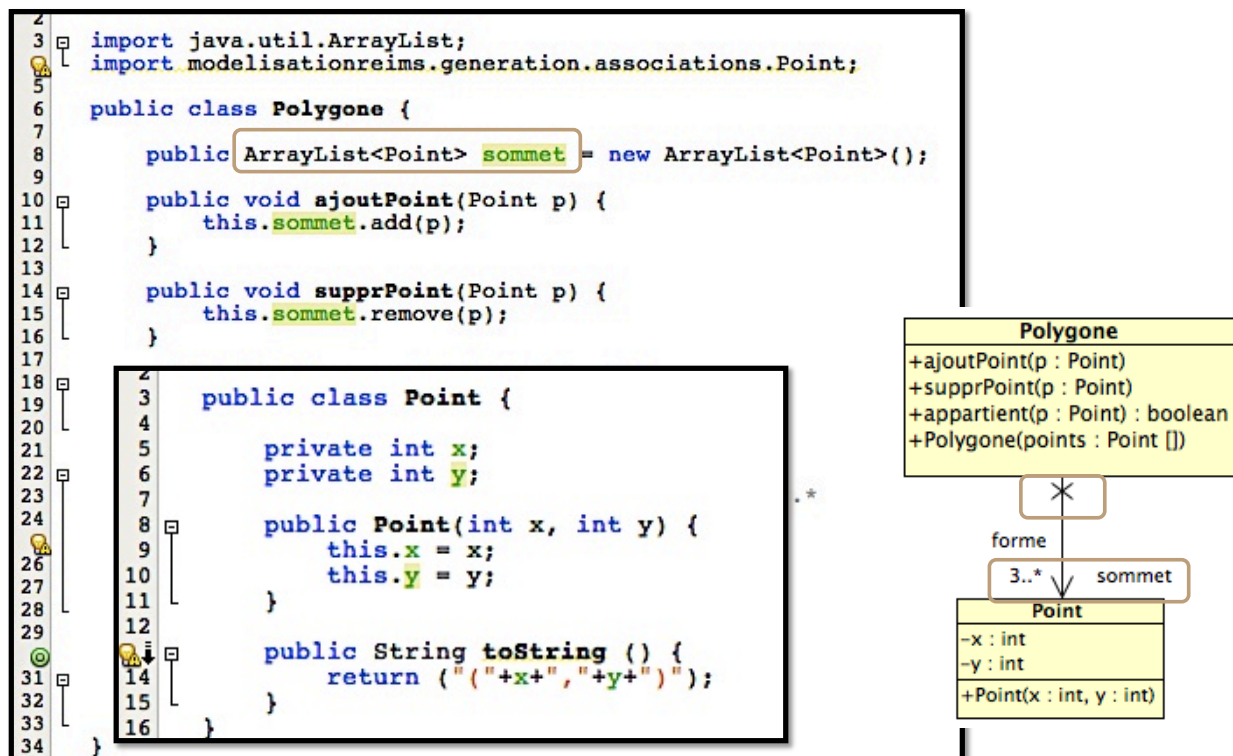 2
3 import java.util.ArrayList;
import modelisationreims.generation.associations.Point;
5
6 public class Polygone {
7
8 public ArrayList<Point> sommet = new ArrayList<Point>();
9
10 public void ajoutPoint(Point p) {
11 this.sommet.add(p);
12 }
13
14 public void supprPoint(Point p) {
15 this.sommet.remove(p);
16 }
17
18
19
20
21
22
23
24
26
27
28
29
31
32
33
34 }
2
3 public class Point {
4
5 private int x;
6 private int y;
7
8 public Point(int x, int y) {
9 this.x = x;
10 this.y = y;
11 }
12
public String toString () {
14 return ("("+x+","+y+")");
15 }
16 }
.*
Polygone
+ajoutPoint(p : Point)
+supprPoint(p : Point)
+appartient(p : Point) : boolean
+Polygone(points : Point [])
forme
3..* sommet
Point
-x : int
-y : int
+Point(x : int, y : int)